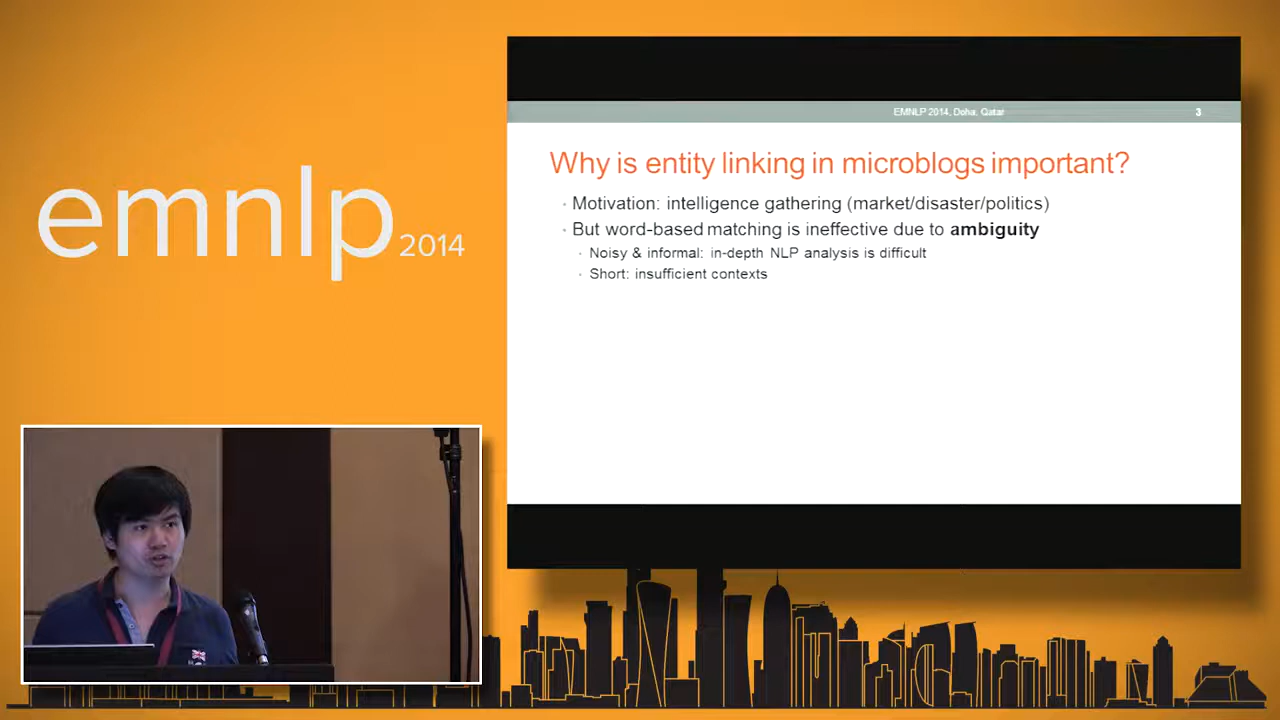 emnlp 2014
EMNLP 2014, Doha, Qatar 3
Why is entity linking in microblogs important?
Motivation: intelligence gathering (market/disaster/politics)
But word-based matching is ineffective due to ambiguity
Noisy & informal: in-depth NLP analysis is difficult
Short: insufficient contexts